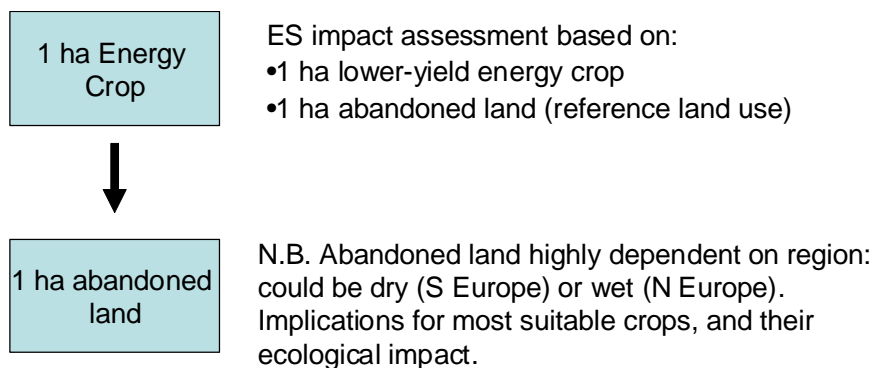 1 ha Energy
Crop
ES impact assessment based on:
•1 ha lower-yield energy crop
•1 ha abandoned land (reference land use)
1 ha abandoned
land
N.B. Abandoned land highly dependent on region:
could be dry (S Europe) or wet (N Europe).
Implications for most suitable crops, and their
ecological impact.